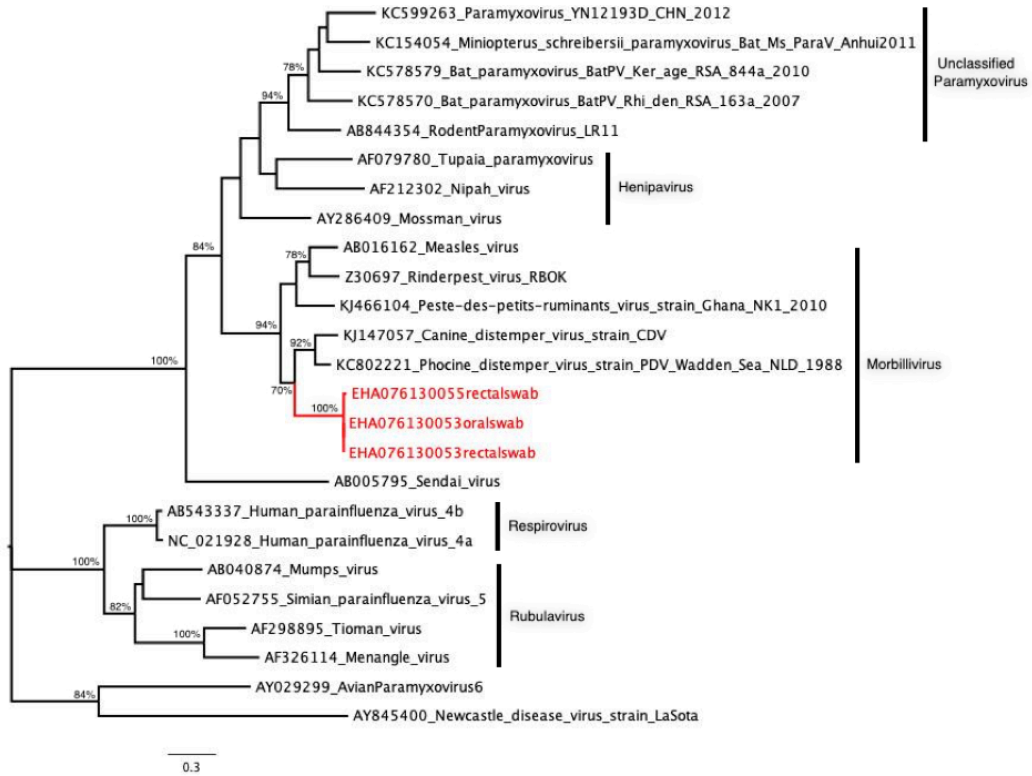 KC599263_Paramyxovirus_YN12193D_CHN_2012
KC154054_Miniopterus_schreibersii_paramyxovirus_Bat_Ms_ParaV_Anhui2011
78%
KC578579_Bat_paramyxovirus_BatPV_Ker_age_RSA_844a_2010
Unclassified
Paramyxovirus
94%
KC578570_Bat_paramyxovirus_BatPV_Rhi_den_RSA_163a_2007
AB844354_RodentParamyxovirus_LR11
AF079780_Tupaia_paramyxovirus
AF212302_Nipah_virus
Henipavirus
AY286409_Mossman_virus
84%
AB016162_Measles_virus
78%
Z30697_Rinderpest_virus_RBOK
KJ466104_Peste-des-petits-ruminants_virus_strain_Ghana_NK1_2010
94%
KJ147057_Canine_distemper_virus_strain_CDV
92%
100%
KC802221_Phocine_distemper_virus_strain_PDV_Wadden_Sea_NLD_1988
Morbillivirus
70%
EHA076130055rectalswab
100%
EHA076130053oralswab
EHA076130053rectalswab
AB005795_Sendai_virus
AB543337_Human_parainfluenza_virus_4b
100%
Respirovirus
NC_021928_Human_parainfluenza_virus_4a
100%
AB040874_Mumps_virus
AF052755_Simian_parainfluenza_virus_5
82%
Rubulavirus
AF298895_Tioman_virus
100%
AF326114_Menangle_virus
AY029299_AvianParamyxovirus6
84%
AY845400_Newcastle_disease_virus_strain_LaSota
0.3